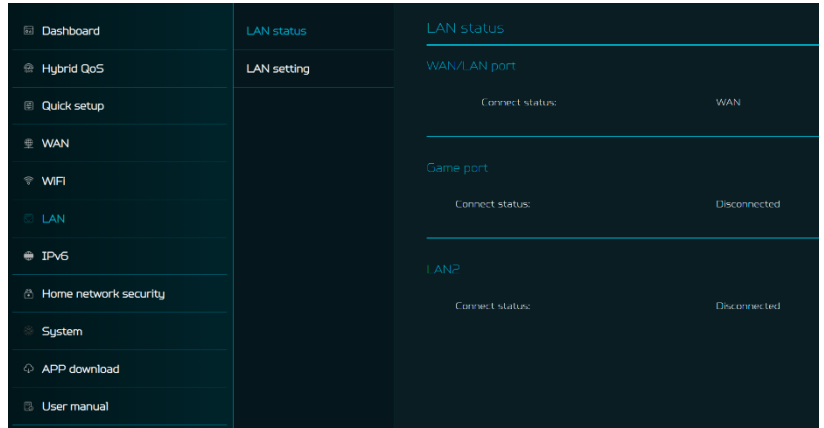 Dashboard
Hybrid QoS
Quick setup
WAN
WiFi
LAN
IPv6
Home network security
System
APP download
User manual
LAN status
LAN setting
LAN status
WAN/LAN port
Connect status: WAN
Game port
Connect status: Disconnected
LAN2
Connect status: Disconnected